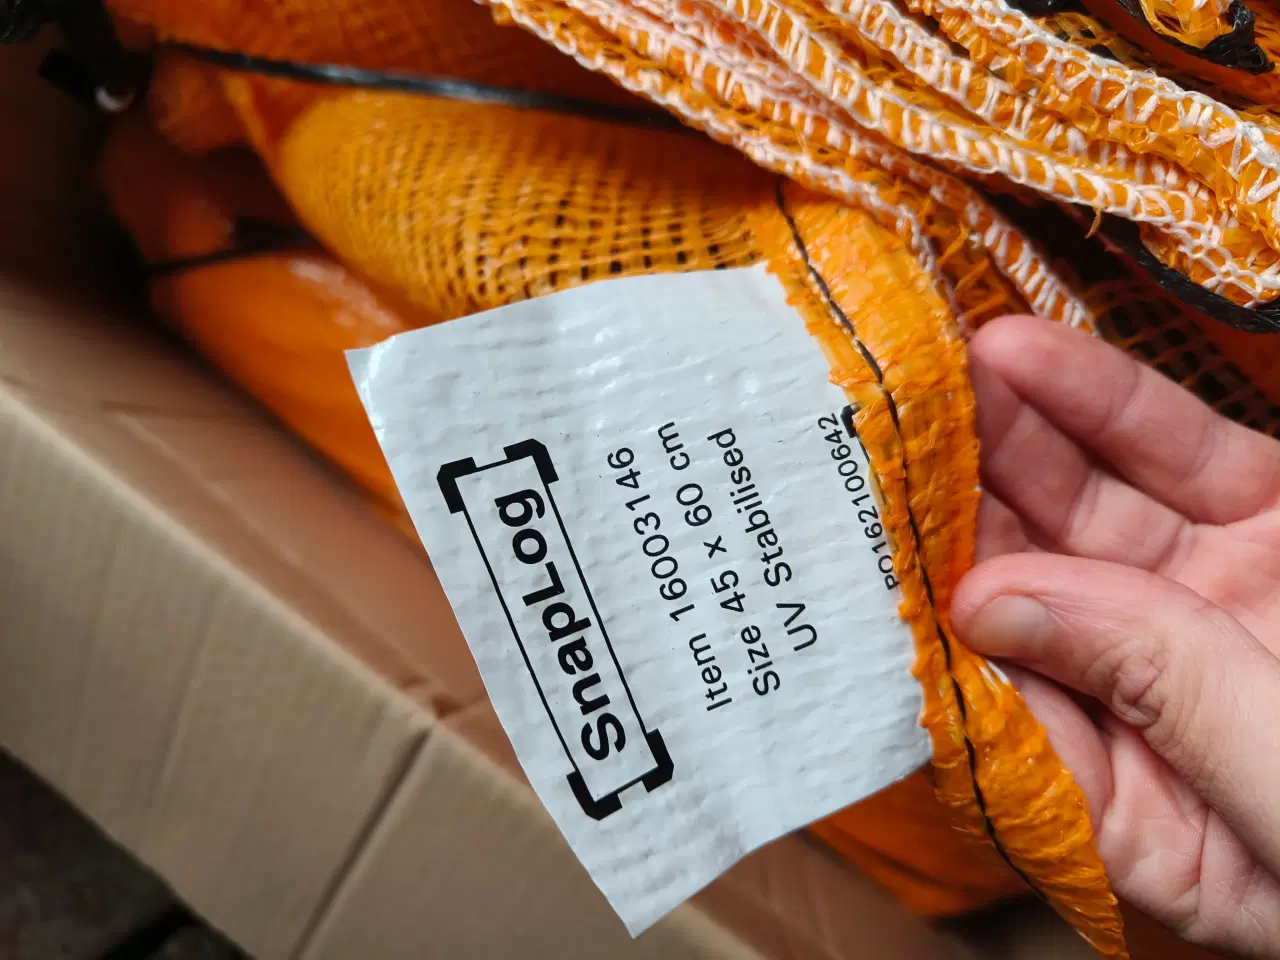 SnapLog
Item 16003146
Size 45 x 60 cm
UV Stabilised
PO162100642